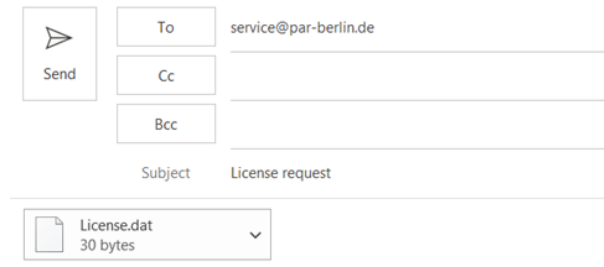 To service@par-berlin.de
Send
Cc
Bcc
Subject License request
License.dat
30 bytes